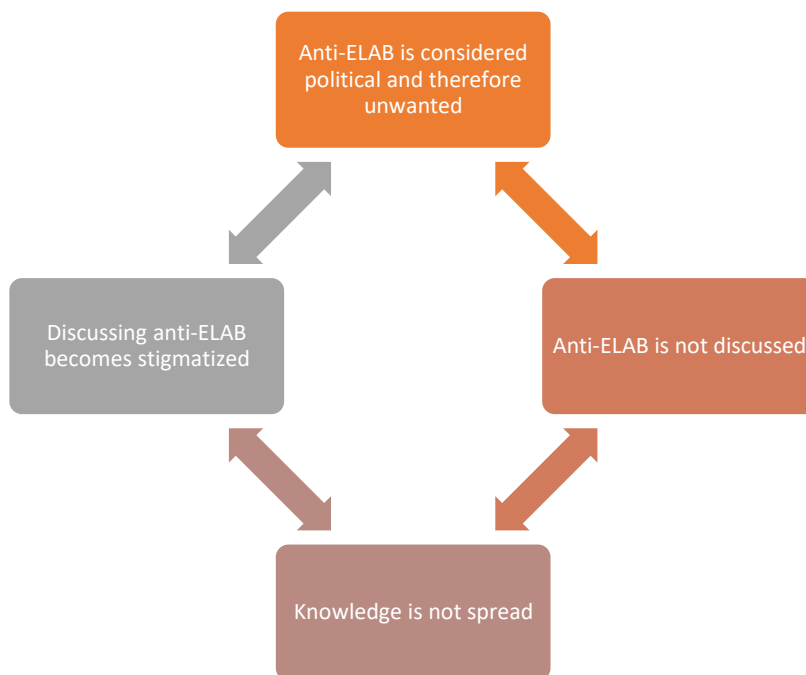 Anti-ELAB is considered
political and therefore
unwanted
Discussing anti-ELAB
becomes stigmatized
Anti-ELAB is not discussed
Knowledge is not spread